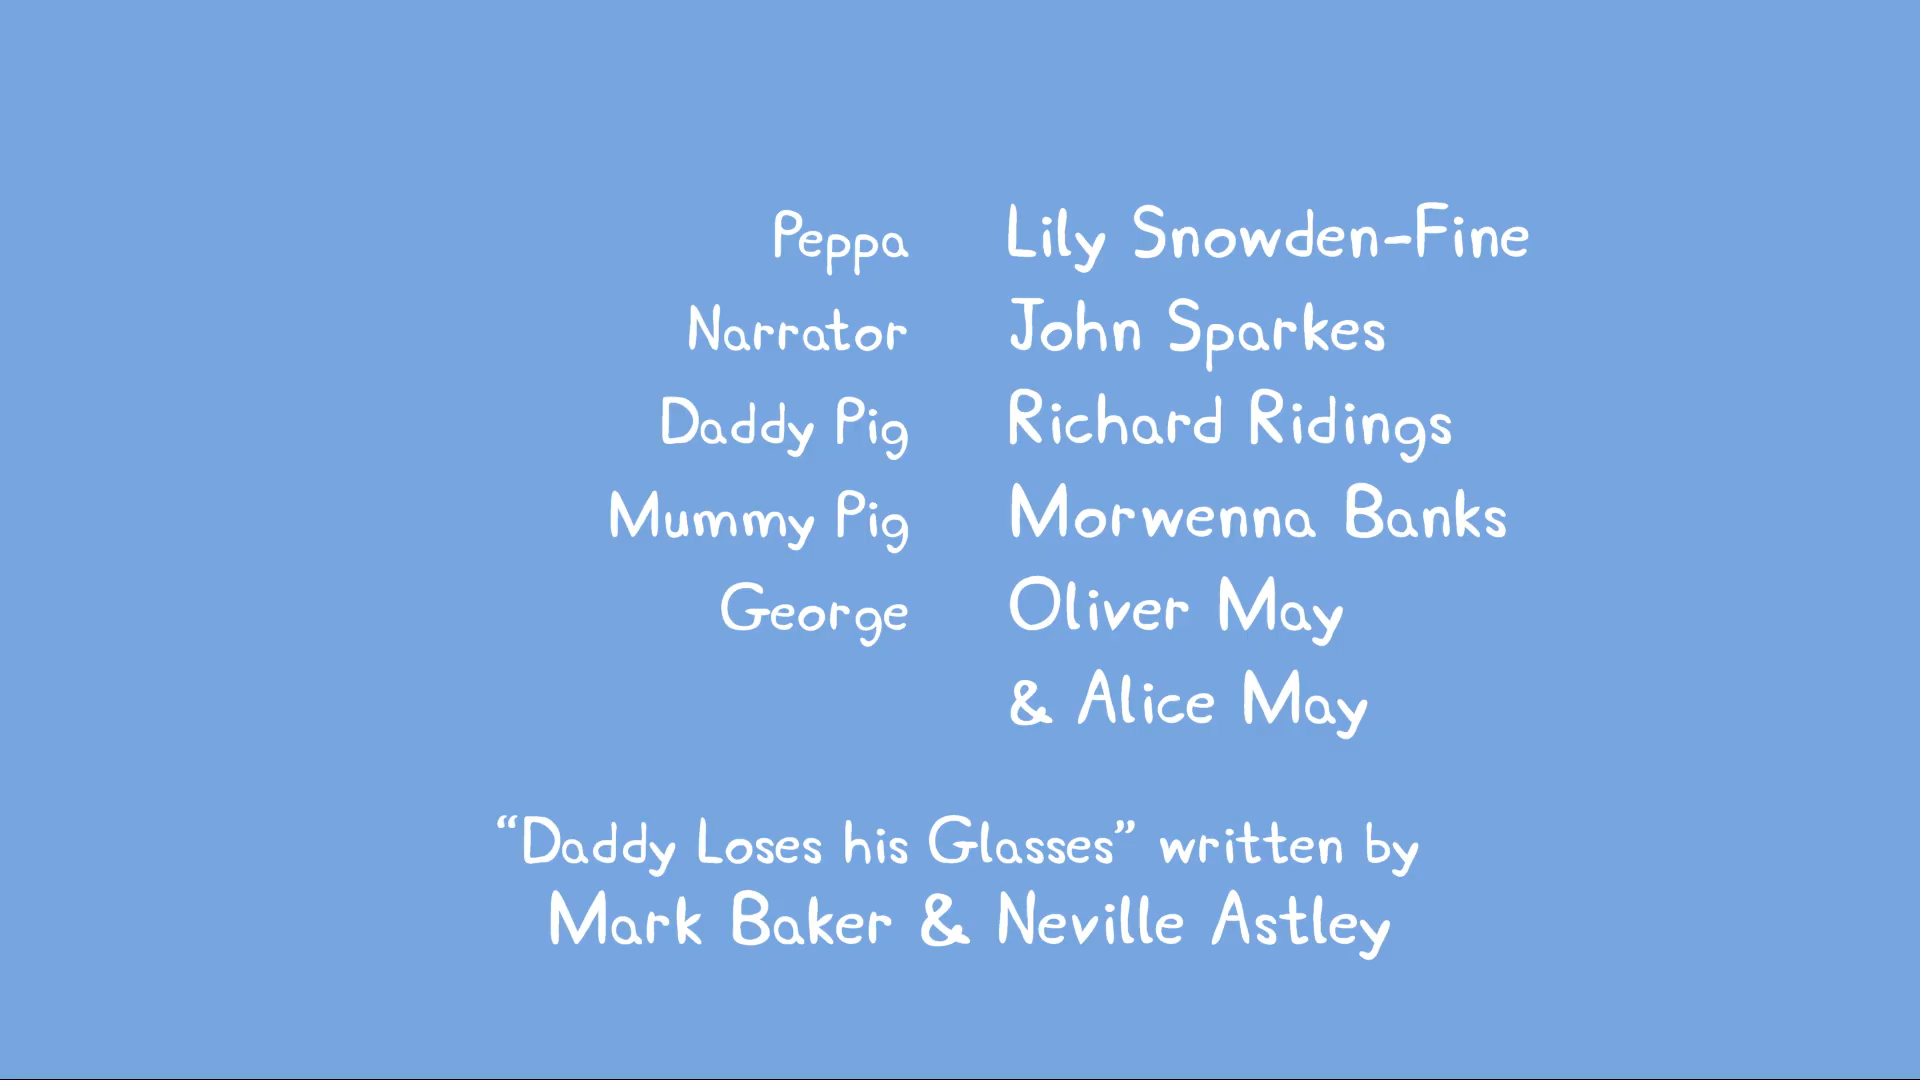 Peppa Lily Snowden-Fine
Narrator John Sparkes
Daddy Pig Richard Ridings
Mummy Pig Morwenna Banks
George Oliver May
& Alice May
“Daddy Loses his Glasses” written by
Mark Baker & Neville Astley